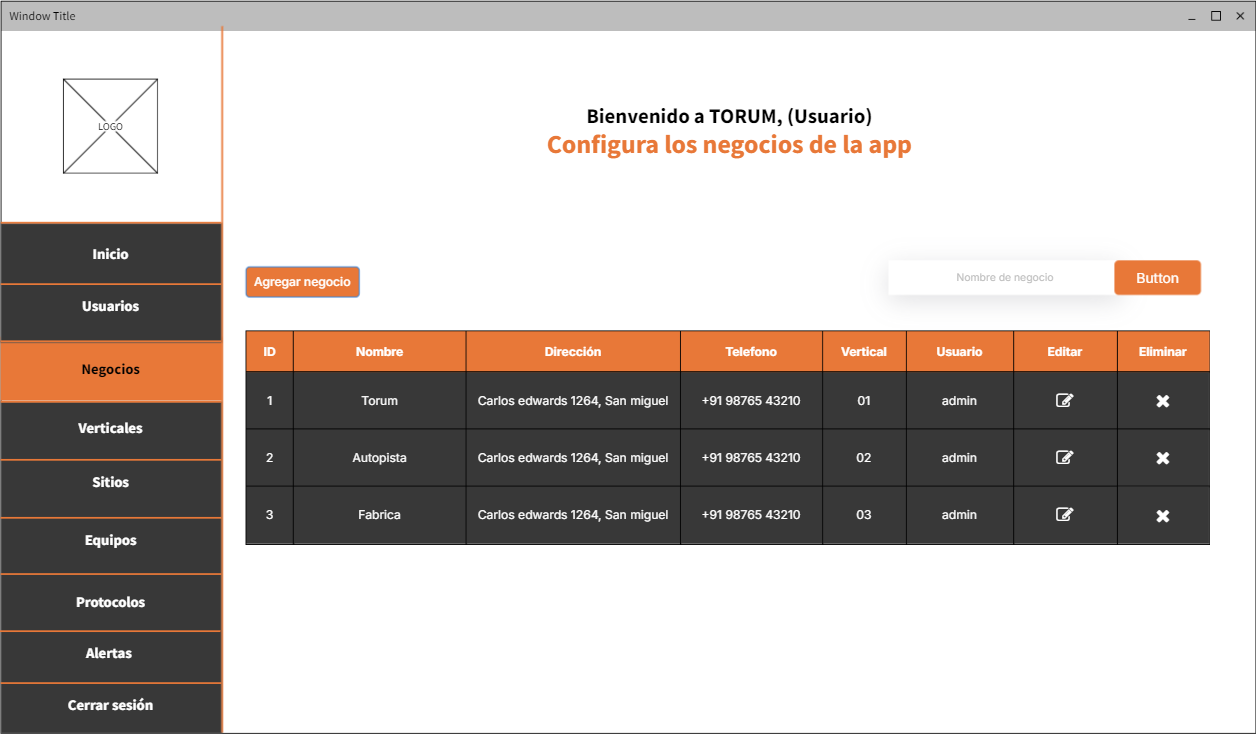 Window Title
LOGO
Bienvenido a TORUM, (Usuario)
Configura los negocios de la app
Inicio
Usuarios
Negocios
Verticales
Sitios
Equipos
Protocolos
Alertas
Cerrar sesión
Agregar negocio
Nombre de negocio
Button
ID Nombre Dirección Telefono Vertical Usuario Editar Eliminar
1 Torum Carlos edwards 1264, San miguel +91 98765 43210 01 admin
2 Autopista Carlos edwards 1264, San miguel +91 98765 43210 02 admin
3 Fabrica Carlos edwards 1264, San miguel +91 98765 43210 03 admin